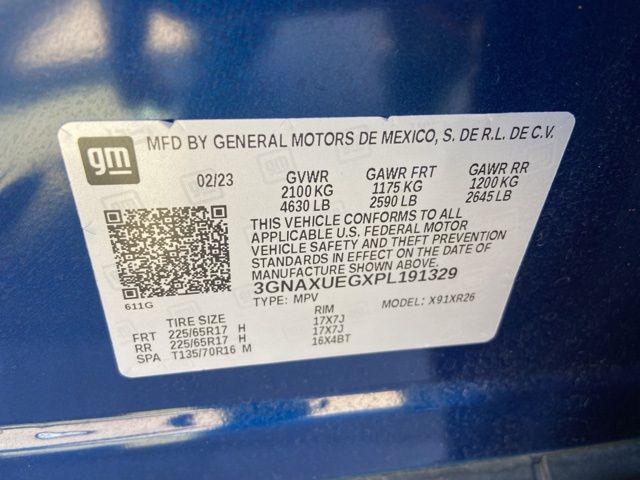 gm
MFD BY GENERAL MOTORS DE MEXICO, S. DE R.L. DE C.V.
02/23 GVWR GAWR FRT GAWR RR
2100 KG 1175 KG 1200 KG
4630 LB 2590 LB 2645 LB
THIS VEHICLE CONFORMS TO ALL
APPLICABLE U.S. FEDERAL MOTOR
VEHICLE SAFETY AND THEFT PREVENTION
STANDARDS IN EFFECT ON THE DATE OF
MANUFACTURE SHOWN ABOVE.
611G
3GNAXUEGXPL191329
TYPE: MPV MODEL: X91XR26
TIRE SIZE RIM
FRT 225/65R17 H 17X7J
RR 225/65R17 H 17X7J
SPA T135/70R16 M 16X4BT